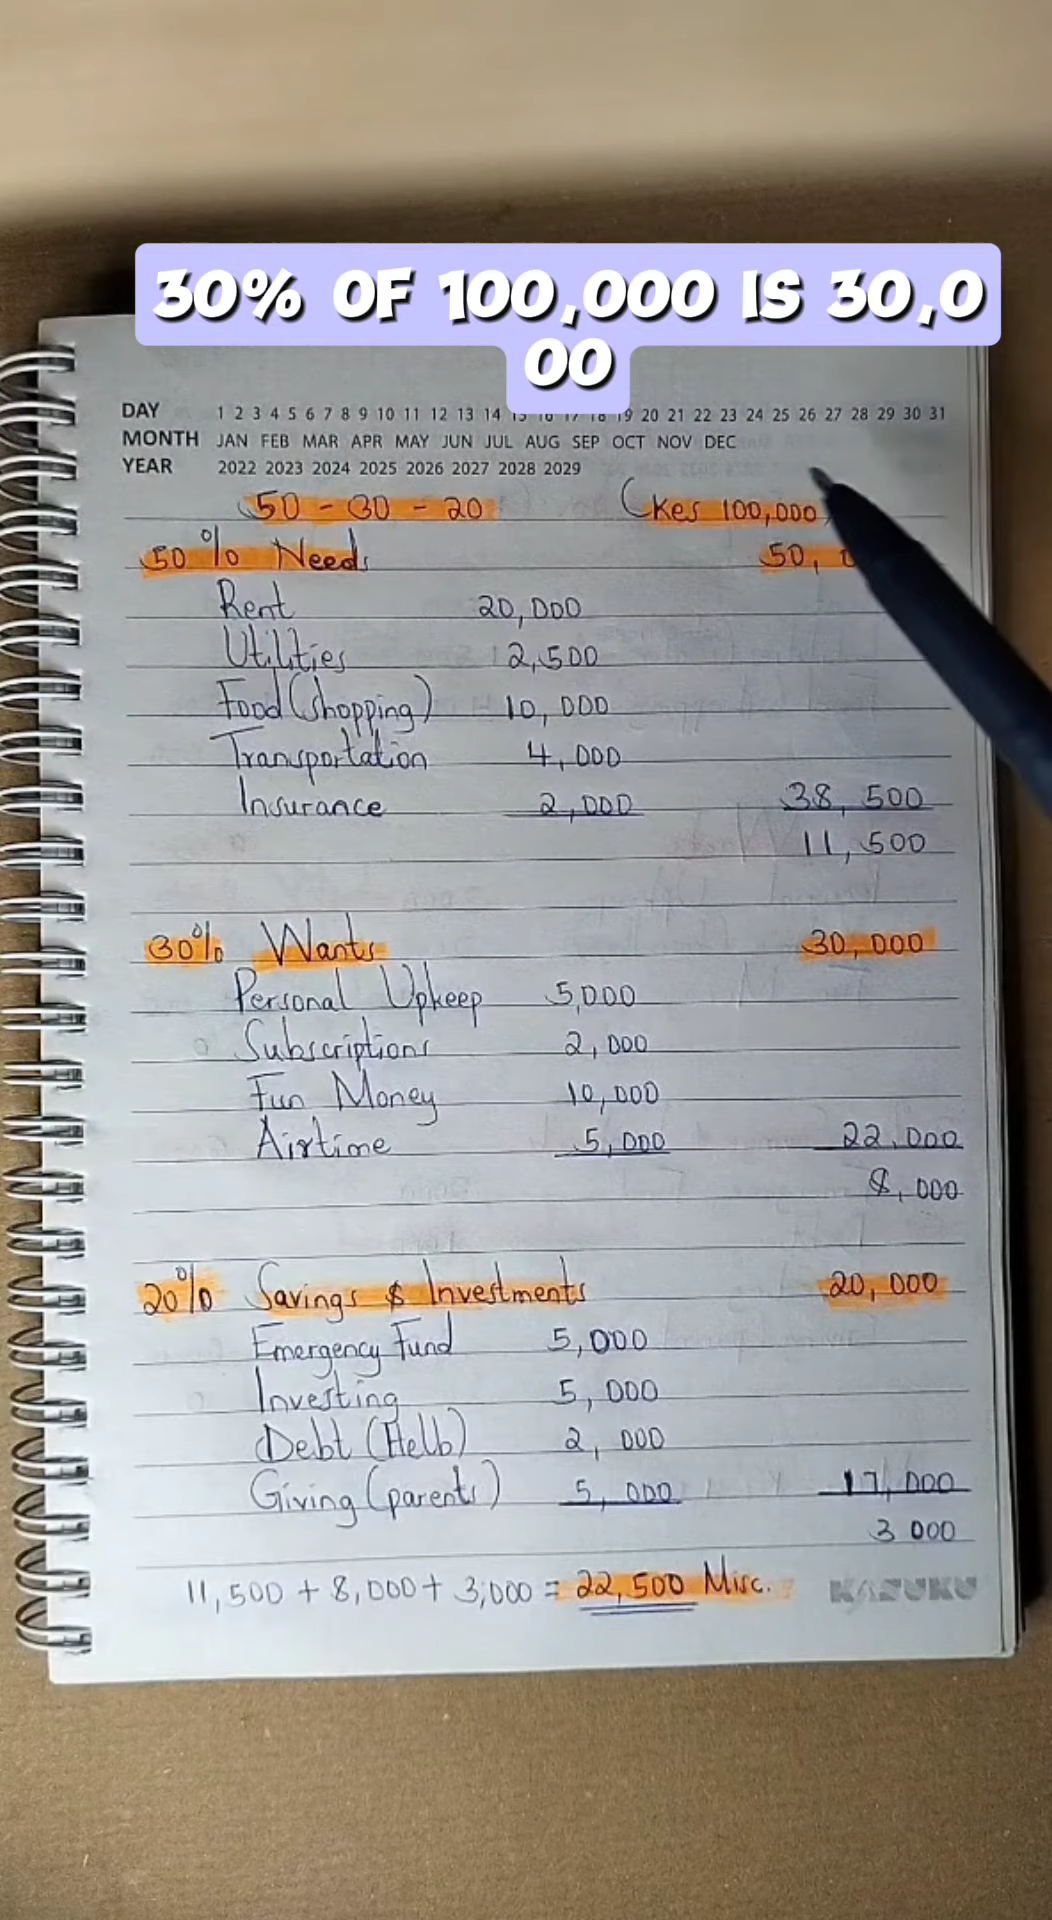 30% OF 100,000 IS 30,0
00
DAY 1 2 3 4 5 6 7 8 9 10 11 12 13 14 15 16 17 18 19 20 21 22 23 24 25 26 27 28 29 30 31
MONTH JAN FEB MAR APR MAY JUN JUL AUG SEP OCT NOV DEC
YEAR 2022 2023 2024 2025 2026 2027 2028 2029
50 - 30 - 20 (Kes 100,000
50% Needs 50,
Rent 20,000
Utilities 2,500
Food (shopping) 10,000
Transportation 4,000
Insurance 2,000 38,500
11,500
30% Wants 30,000
Personal Upkeep 5,000
Subscriptions 2,000
Fun Money 10,000
Airtime 5,000 22,000
8,000
20% Savings & Investments 20,000
Emergency Fund 5,000
Investing 5,000
Debt (Helb) 2,000
Giving (parents) 5,000 17,000
3 000
11,500 + 8,000 + 3,000 = 22,500 Misc.
KASUKU